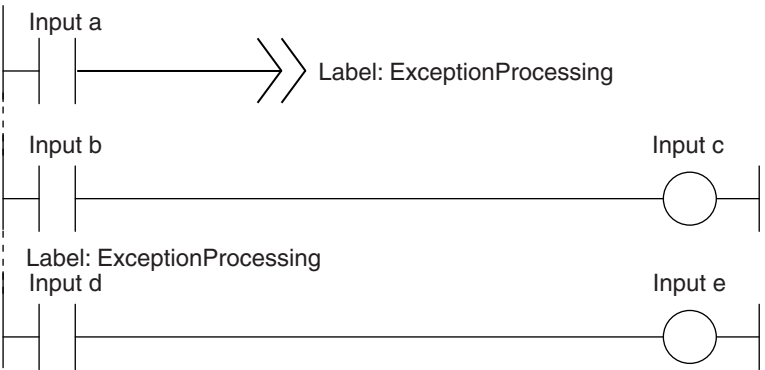 Input a
Label: ExceptionProcessing
Input b
Input c
Label: ExceptionProcessing
Input d
Input e